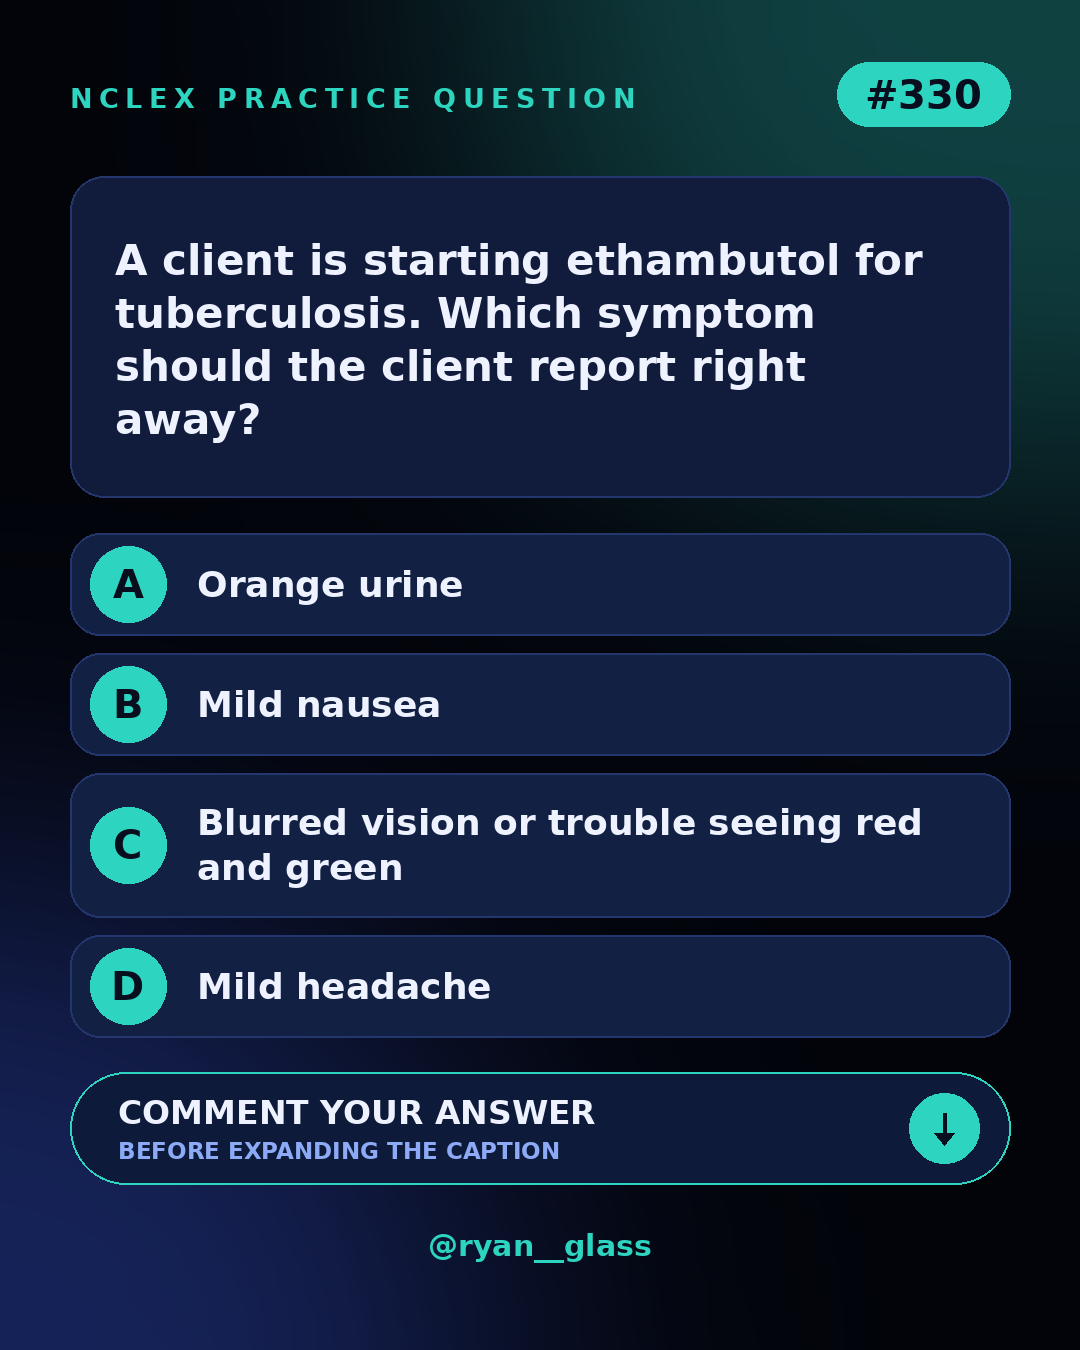 NCLEX PRACTICE QUESTION
#330
A client is starting ethambutol for
tuberculosis. Which symptom
should the client report right
away?
A
Orange urine
B
Mild nausea
C
Blurred vision or trouble seeing red
and green
D
Mild headache
COMMENT YOUR ANSWER
BEFORE EXPANDING THE CAPTION
@ryan__glass